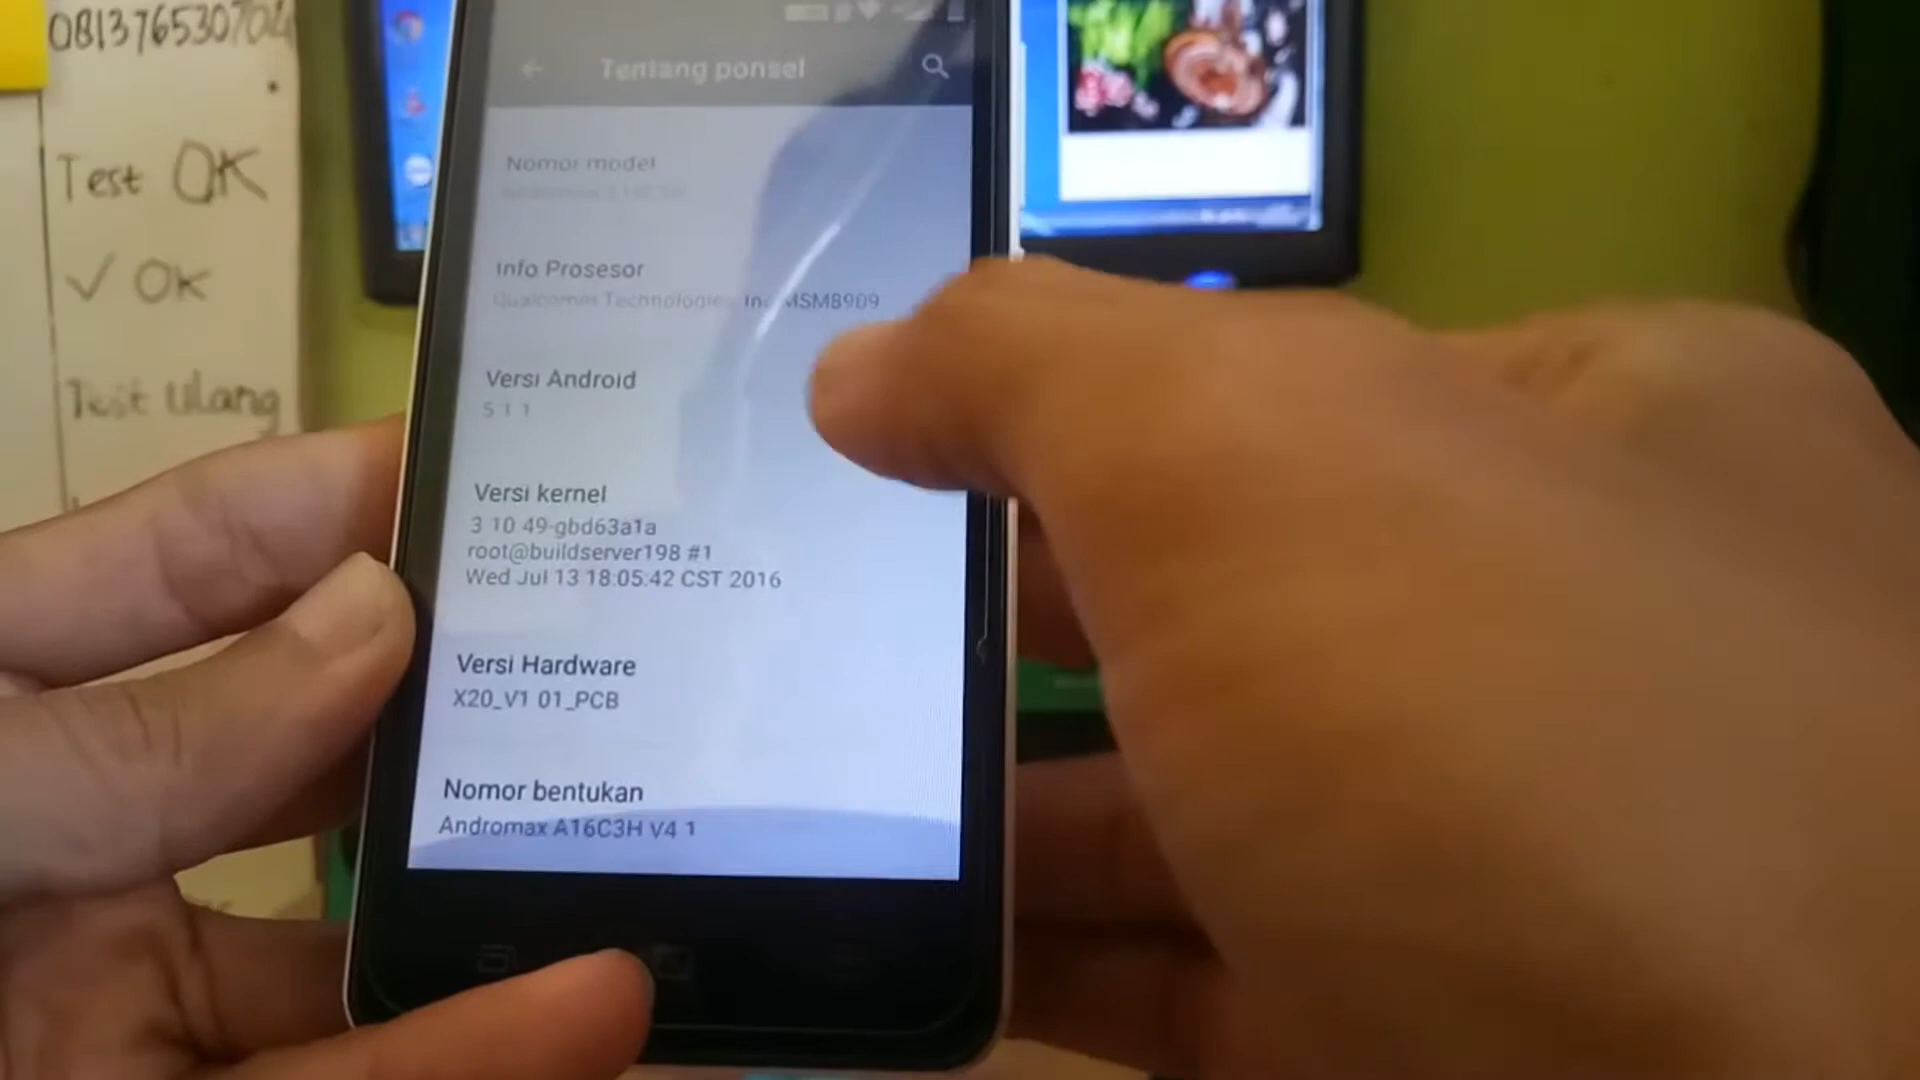 081376530704
Test OK
✓ OK
Test Ulang
Tentang ponsel
Nomor model
Info Prosesor
Qualcomm Technologies, Inc MSM8909
Versi Android
5.1.1
Versi kernel
3.10.49-gbd63a1a
root@buildserver198 #1
Wed Jul 13 18:05:42 CST 2016
Versi Hardware
X20_V1.01_PCB
Nomor bentukan
Andromax A16C3H V4.1